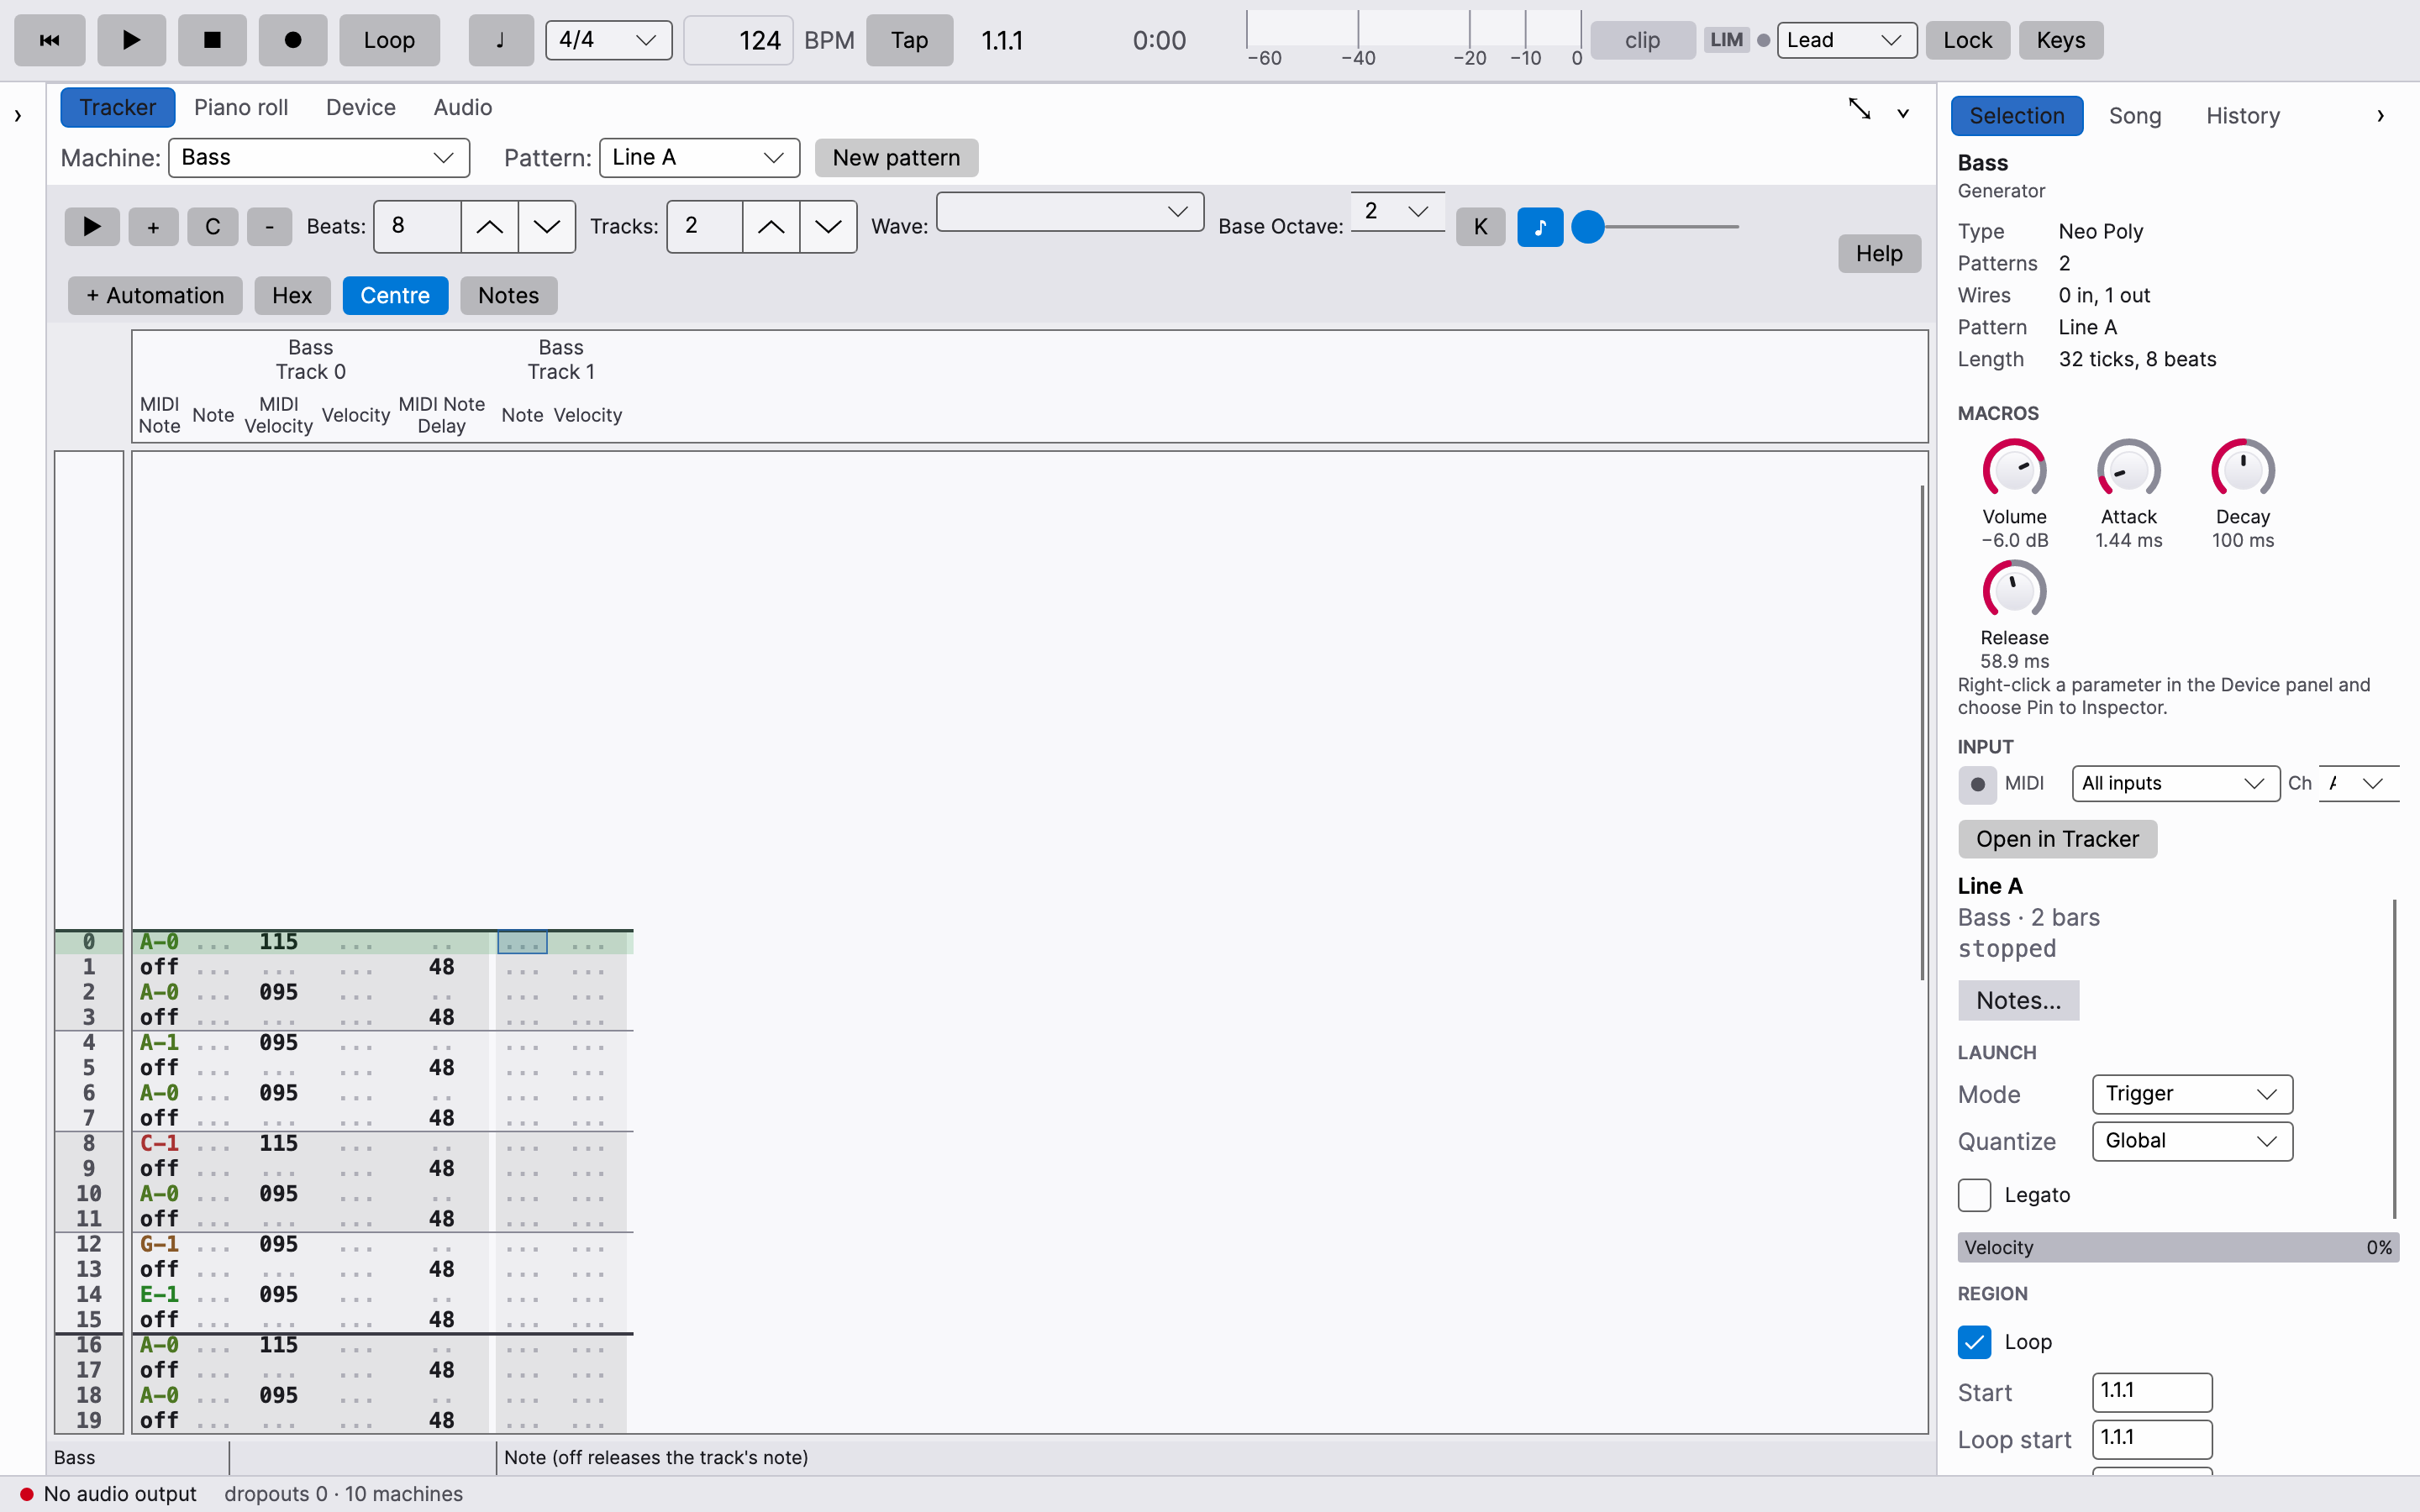 Loop 4/4 124 BPM Tap 1.1.1 0:00 −60 −40 −20 −10 0 clip LIM Lead Lock Keys
Tracker Piano roll Device Audio
Machine: Bass Pattern: Line A New pattern
+ C - Beats: 8 Tracks: 2 Wave: Base Octave: 2 K Help
+ Automation Hex Centre Notes
Bass Bass
Track 0 Track 1
MIDI Note Note MIDI Velocity Velocity MIDI Note Delay Note Velocity
0 A-0 ... 115 ... .. ... ...
1 off ... ... ... 48 ... ...
2 A-0 ... 095 ... .. ... ...
3 off ... ... ... 48 ... ...
4 A-1 ... 095 ... .. ... ...
5 off ... ... ... 48 ... ...
6 A-0 ... 095 ... .. ... ...
7 off ... ... ... 48 ... ...
8 C-1 ... 115 ... .. ... ...
9 off ... ... ... 48 ... ...
10 A-0 ... 095 ... .. ... ...
11 off ... ... ... 48 ... ...
12 G-1 ... 095 ... .. ... ...
13 off ... ... ... 48 ... ...
14 E-1 ... 095 ... .. ... ...
15 off ... ... ... 48 ... ...
16 A-0 ... 115 ... .. ... ...
17 off ... ... ... 48 ... ...
18 A-0 ... 095 ... .. ... ...
19 off ... ... ... 48 ... ...
Bass Note (off releases the track's note)
Selection Song History
Bass
Generator
Type Neo Poly
Patterns 2
Wires 0 in, 1 out
Pattern Line A
Length 32 ticks, 8 beats
MACROS
Volume Attack Decay
−6.0 dB 1.44 ms 100 ms
Release
58.9 ms
Right-click a parameter in the Device panel and
choose Pin to Inspector.
INPUT
MIDI All inputs Ch
Open in Tracker
Line A
Bass · 2 bars
stopped
Notes...
LAUNCH
Mode Trigger
Quantize Global
Legato
Velocity 0%
REGION
Loop
Start 1.1.1
Loop start 1.1.1
No audio output dropouts 0 · 10 machines